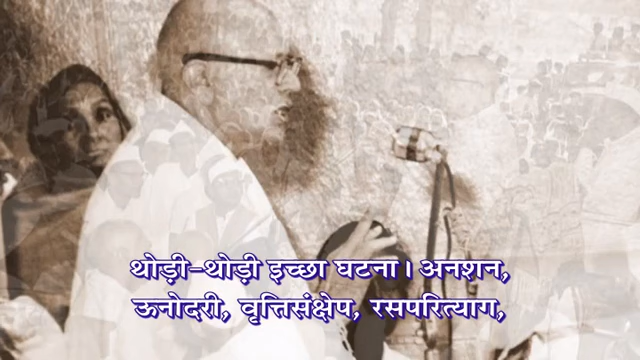 थोड़ी-थोड़ी इच्छा घटना। अनशन,
ऊनोदरी, वृत्तिसंक्षेप, रसपरित्याग,